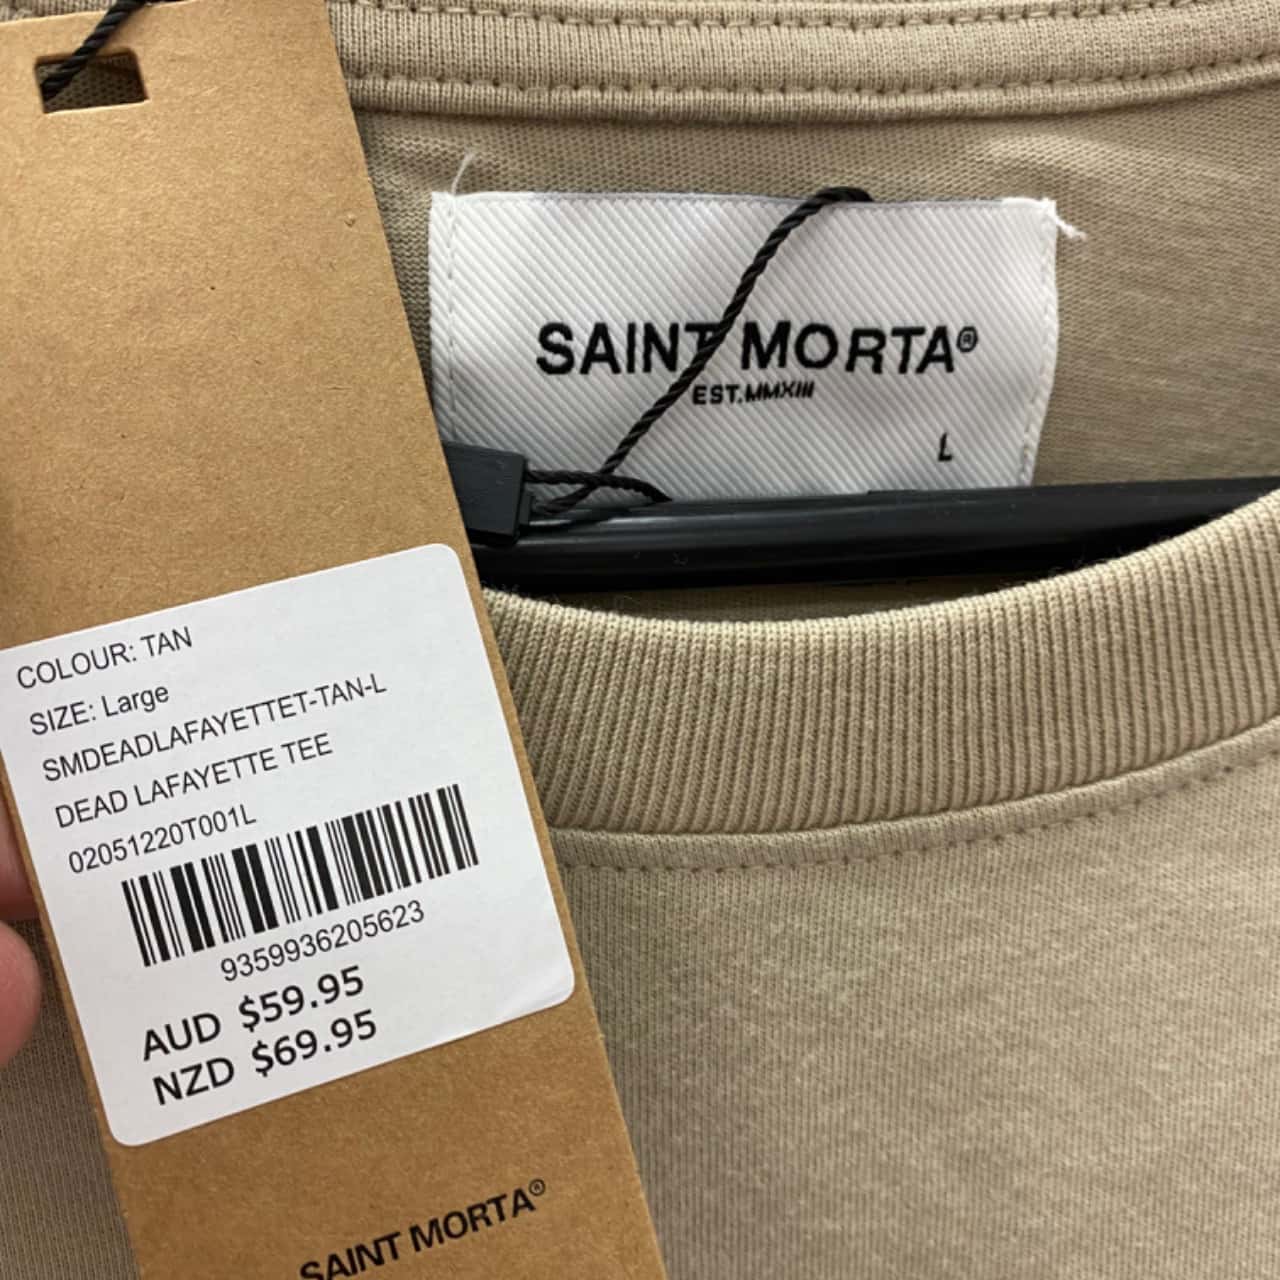 SAINT MORTA®
EST.MMXIII
L
COLOUR: TAN
SIZE: Large
SMDEADLAFAYETTET-TAN-L
DEAD LAFAYETTE TEE
02051220T001L
9359936205623
AUD $59.95
NZD $69.95
SAINT MORTA®